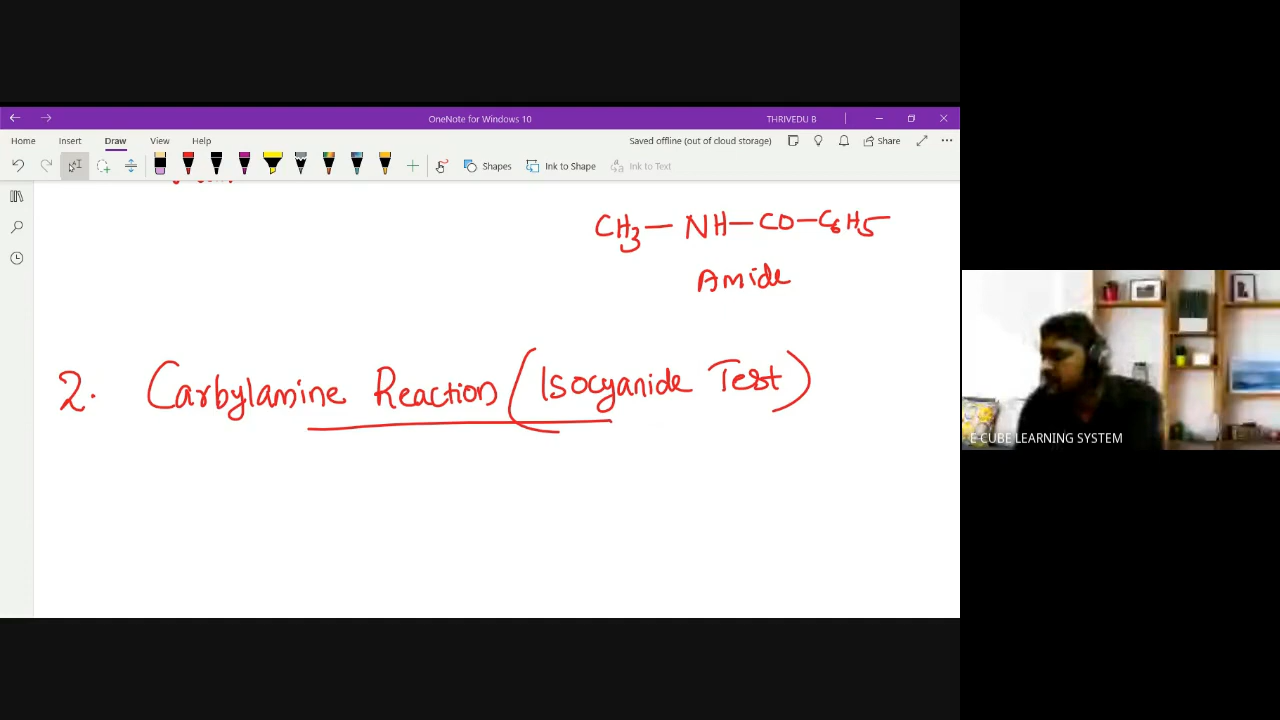 OneNote for Windows 10
THRIVEDU B
Home Insert Draw View Help
Saved offline (out of cloud storage)
Share
Shapes
Ink to Shape
Ink to Text
CH3 — NH — CO — C6H5
Amide
2. Carbylamine Reaction (Isocyanide Test)
E CUBE LEARNING SYSTEM